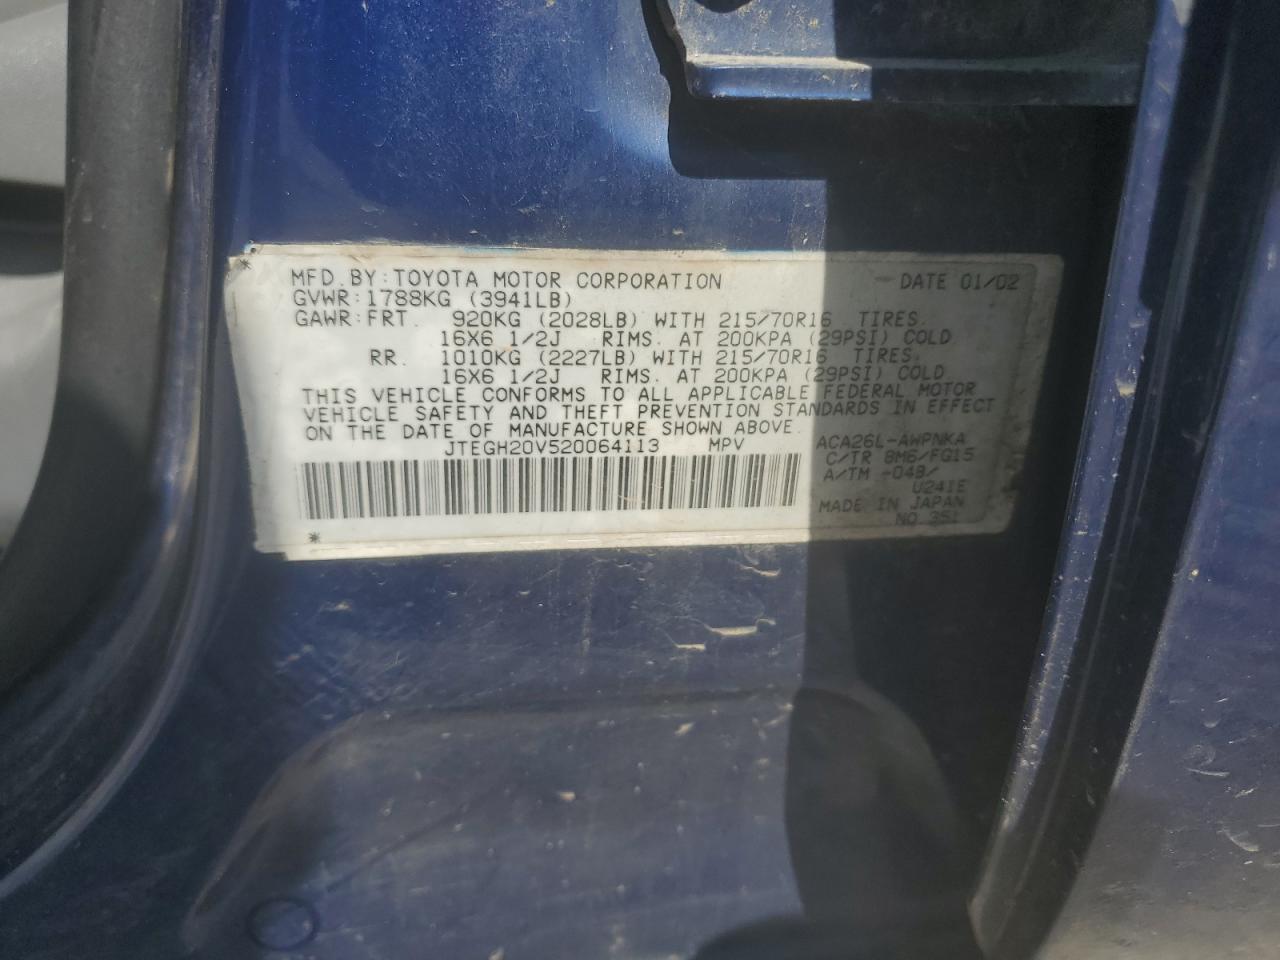 MFD.BY:TOYOTA MOTOR CORPORATION DATE 01/02
GVWR:1788KG (3941LB)
GAWR:FRT. 920KG (2028LB) WITH 215/70R16 TIRES.
16X6 1/2J RIMS. AT 200KPA (29PSI) COLD
RR. 1010KG (2227LB) WITH 215/70R16 TIRES.
16X6 1/2J RIMS. AT 200KPA (29PSI) COLD
THIS VEHICLE CONFORMS TO ALL APPLICABLE FEDERAL MOTOR
VEHICLE SAFETY AND THEFT PREVENTION STANDARDS IN EFFECT
ON THE DATE OF MANUFACTURE SHOWN ABOVE.
JTEGH20V520064113 MPV ACA26L-AWPNKA
C/TR 8M6/FG15
A/TM -04B/
U241E
MADE IN JAPAN
NO 351